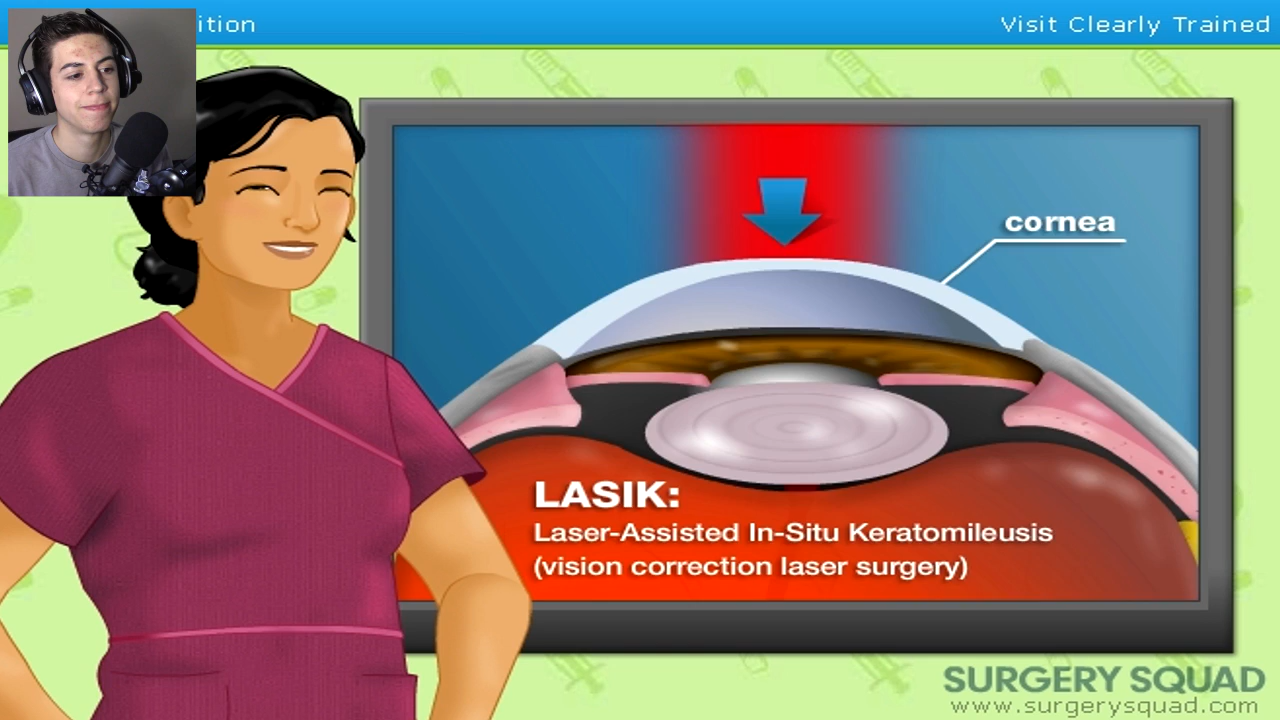 ition
Visit Clearly Trained
cornea
LASIK:
Laser-Assisted In-Situ Keratomileusis
(vision correction laser surgery)
SURGERY SQUAD
www.surgerysquad.com